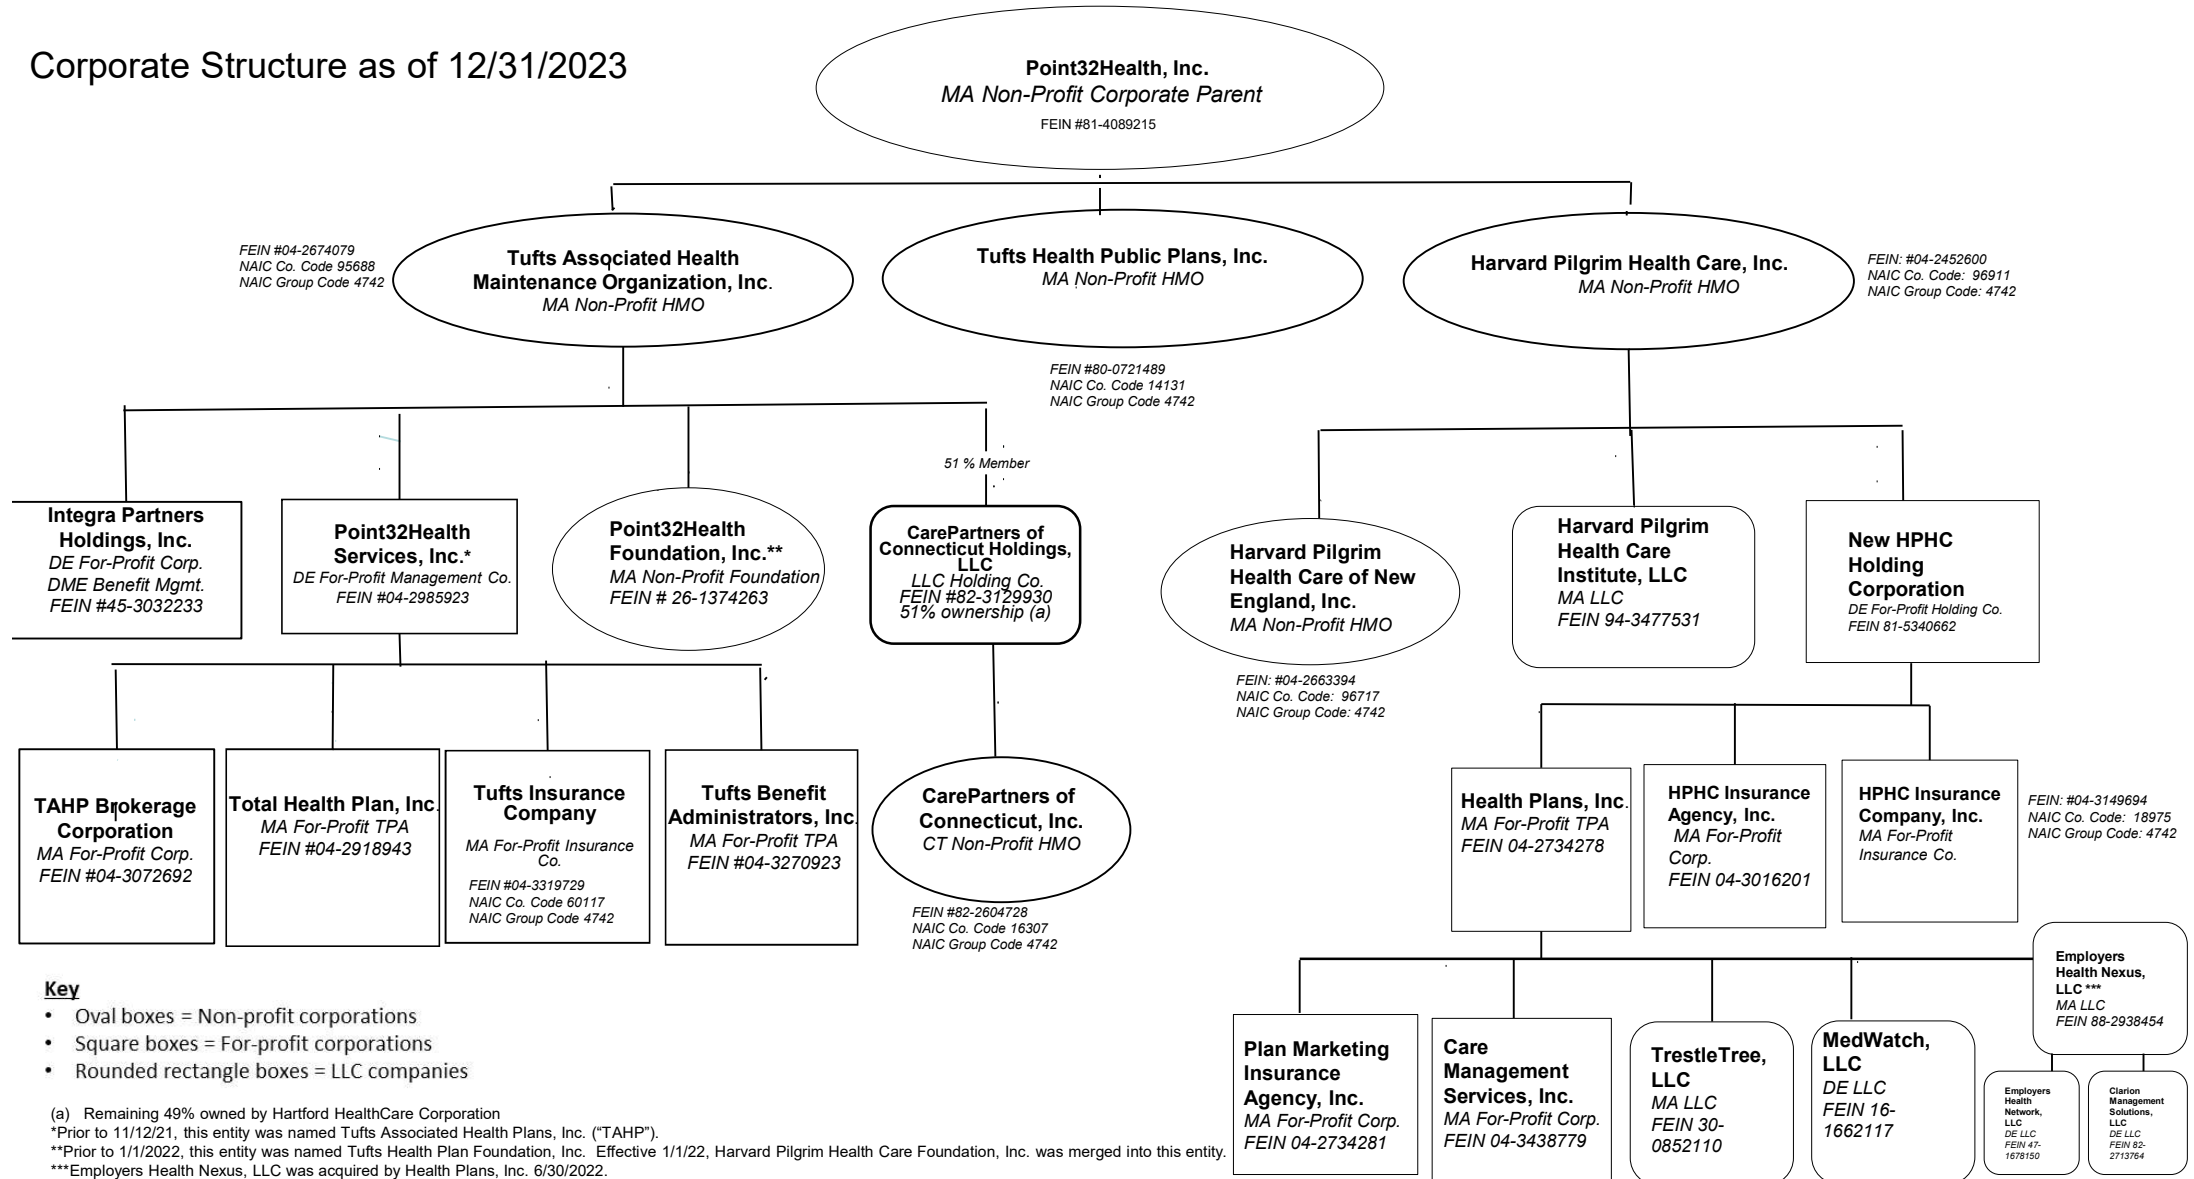 Corporate Structure as of 12/31/2023
Point32Health, Inc.
MA Non-Profit Corporate Parent
FEIN #81-4089215
FEIN #04-2674079
NAIC Co. Code 95688
NAIC Group Code 4742
Tufts Associated Health
Maintenance Organization, Inc.
MA Non-Profit HMO
Tufts Health Public Plans, Inc.
MA Non-Profit HMO
FEIN #80-0721489
NAIC Co. Code 14131
NAIC Group Code 4742
Harvard Pilgrim Health Care, Inc.
MA Non-Profit HMO
FEIN: #04-2452600
NAIC Co. Code: 96911
NAIC Group Code: 4742
51 % Member
Integra Partners
Holdings, Inc.
DE For-Profit Corp.
DME Benefit Mgmt.
FEIN #45-3032233
Point32Health
Services, Inc.*
DE For-Profit Management Co.
FEIN #04-2985923
Point32Health
Foundation, Inc.**
MA Non-Profit Foundation
FEIN # 26-1374263
CarePartners of
Connecticut Holdings,
LLC
LLC Holding Co.
FEIN #82-3129930
51% ownership (a)
Harvard Pilgrim
Health Care of New
England, Inc.
MA Non-Profit HMO
FEIN: #04-2663394
NAIC Co. Code: 96717
NAIC Group Code: 4742
Harvard Pilgrim
Health Care
Institute, LLC
MA LLC
FEIN 94-3477531
New HPHC
Holding
Corporation
DE For-Profit Holding Co.
FEIN 81-5340662
TAHP Brokerage
Corporation
MA For-Profit Corp.
FEIN #04-3072692
Total Health Plan, Inc.
MA For-Profit TPA
FEIN #04-2918943
Tufts Insurance
Company
MA For-Profit Insurance
Co.
FEIN #04-3319729
NAIC Co. Code 60117
NAIC Group Code 4742
Tufts Benefit
Administrators, Inc.
MA For-Profit TPA
FEIN #04-3270923
CarePartners of
Connecticut, Inc.
CT Non-Profit HMO
FEIN #82-2604728
NAIC Co. Code 16307
NAIC Group Code 4742
Health Plans, Inc.
MA For-Profit TPA
FEIN 04-2734278
HPHC Insurance
Agency, Inc.
MA For-Profit
Corp.
FEIN 04-3016201
HPHC Insurance
Company, Inc.
MA For-Profit
Insurance Co.
FEIN: #04-3149694
NAIC Co. Code: 18975
NAIC Group Code: 4742
Employers
Health Nexus,
LLC ***
MA LLC
FEIN 88-2938454
Plan Marketing
Insurance
Agency, Inc.
MA For-Profit Corp.
FEIN 04-2734281
Care
Management
Services, Inc.
MA For-Profit Corp.
FEIN 04-3438779
TrestleTree,
LLC
MA LLC
FEIN 30-
0852110
MedWatch,
LLC
DE LLC
FEIN 16-
1662117
Employers
Health
Network,
LLC
DE LLC
FEIN 47-
1678150
Clarion
Management
Solutions,
LLC
DE LLC
FEIN 82-
2713764
Key
• Oval boxes = Non-profit corporations
• Square boxes = For-profit corporations
• Rounded rectangle boxes = LLC companies
(a) Remaining 49% owned by Hartford HealthCare Corporation
*Prior to 11/12/21, this entity was named Tufts Associated Health Plans, Inc. (“TAHP”).
**Prior to 1/1/2022, this entity was named Tufts Health Plan Foundation, Inc. Effective 1/1/22, Harvard Pilgrim Health Care Foundation, Inc. was merged into this entity.
***Employers Health Nexus, LLC was acquired by Health Plans, Inc. 6/30/2022.